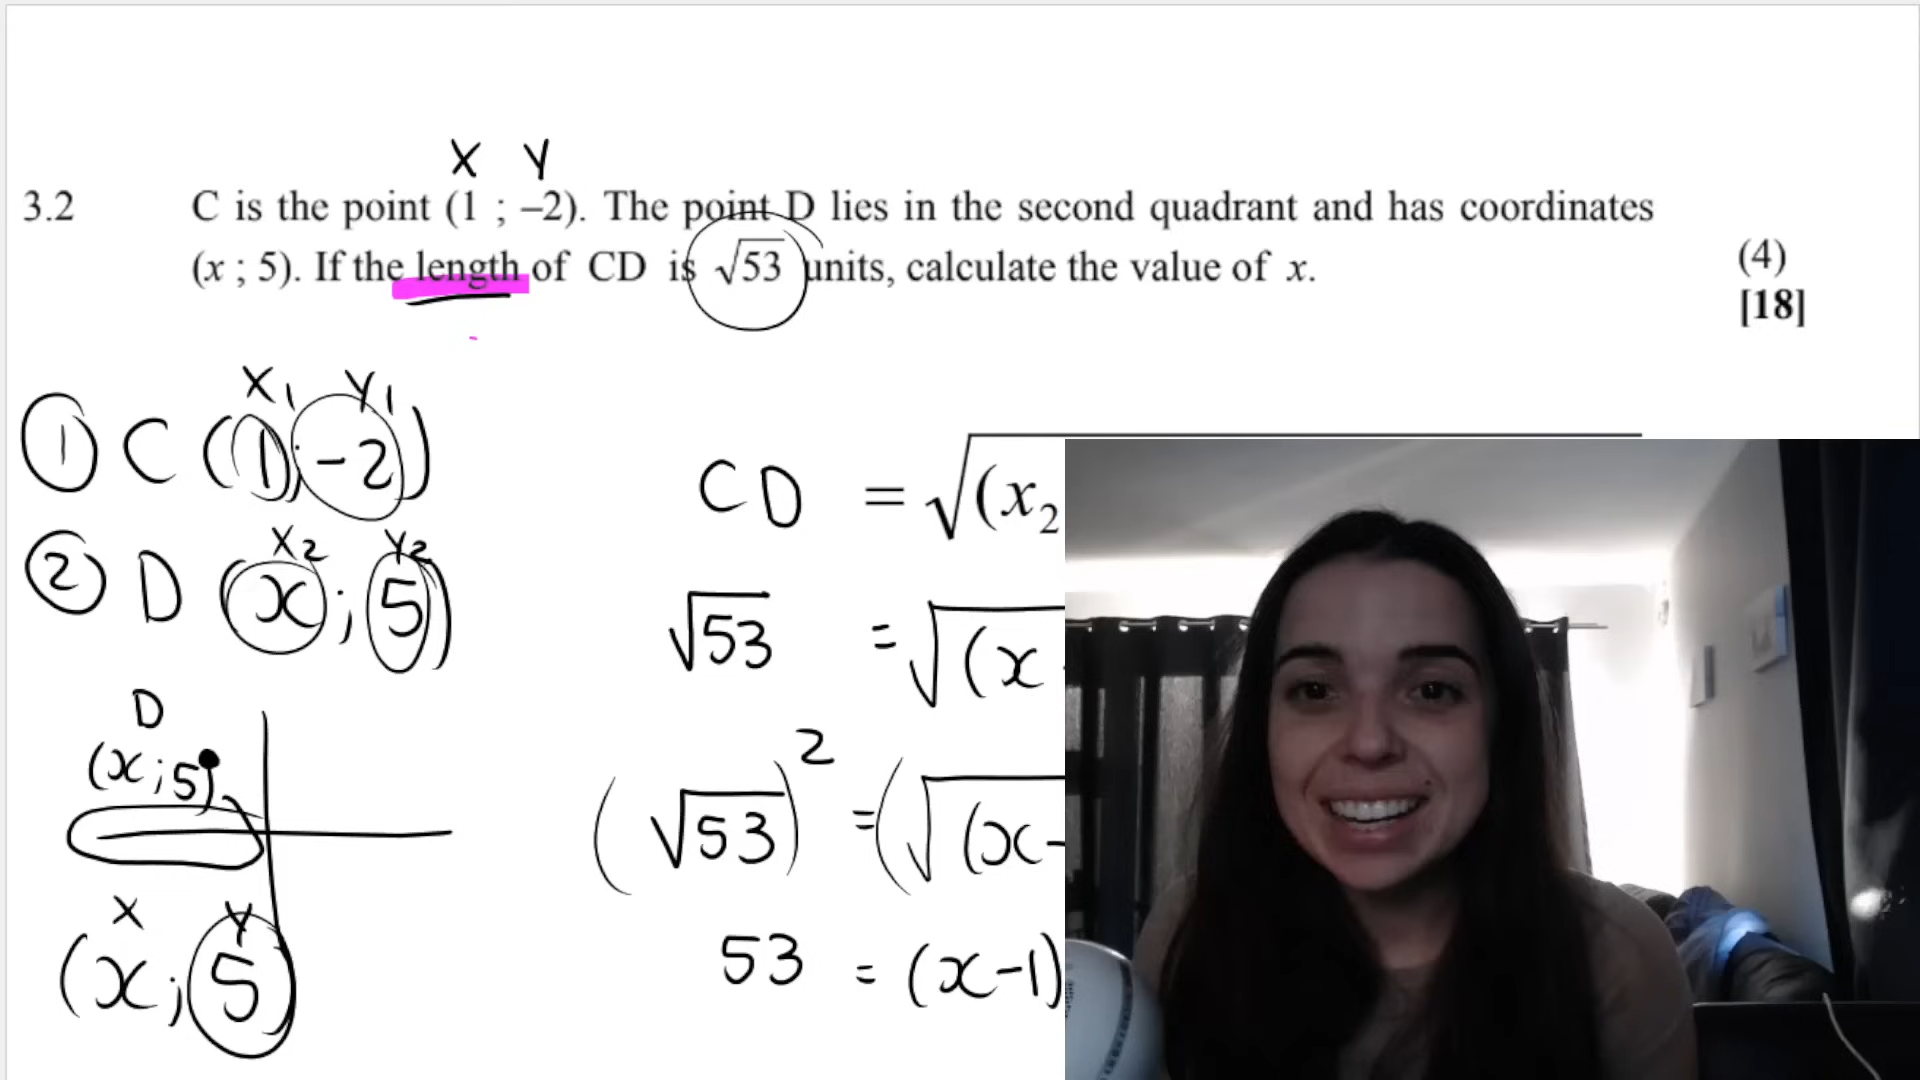 X Y
3.2 C is the point (1 ; –2). The point D lies in the second quadrant and has coordinates
(x ; 5). If the length of CD is √53 units, calculate the value of x. (4)
[18]
X₁ Y₁
① C (1; -2)
X₂ Y₂
② D (x; 5)
D
(x; 5)
X Y
(x; 5)
CD = √(x₂
√53 = √(x
(√53)² = (√(x-
53 = (x-1)